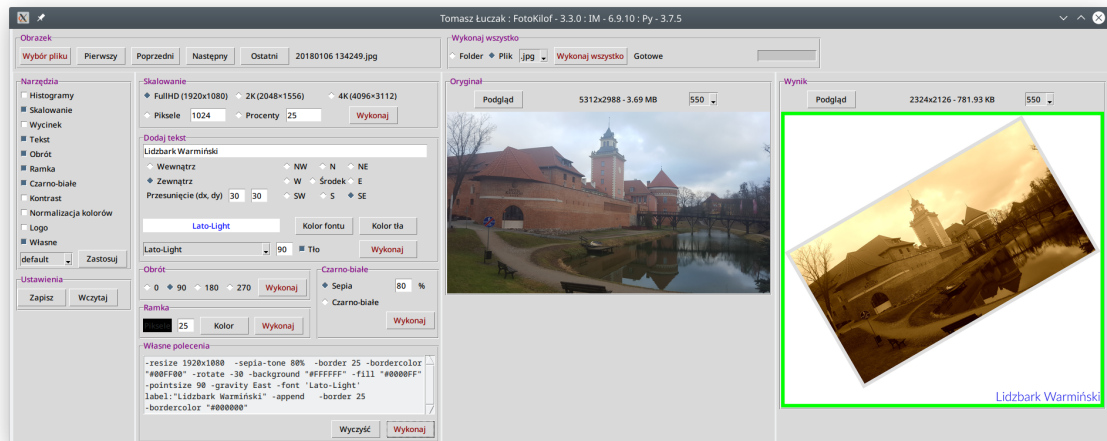 Tomasz Łuczak : FotoKilof - 3.3.0 : IM - 6.9.10 : Py - 3.7.5
Obrazek
Wybór pliku Pierwszy Poprzedni Następny Ostatni 20180106 134249.jpg
Wykonaj wszystko
Folder Plik .jpg Wykonaj wszystko Gotowe
Narzędzia
Histogramy
Skalowanie
Wycinek
Tekst
Obrót
Ramka
Czarno-białe
Kontrast
Normalizacja kolorów
Logo
Własne
default Zastosuj
Ustawienia
Zapisz Wczytaj
Skalowanie
FullHD (1920x1080) 2K (2048×1556) 4K (4096×3112)
Piksele 1024 Procenty 25 Wykonaj
Dodaj tekst
Lidzbark Warmiński
Wewnątrz NW N NE
Zewnątrz W Środek E
Przesunięcie (dx, dy) 30 30 SW S SE
Lato-Light Kolor fontu Kolor tła
Lato-Light 90 Tło Wykonaj
Obrót
0 90 180 270 Wykonaj
Ramka
Piksele 25 Kolor Wykonaj
Czarno-białe
Sepia 80 %
Czarno-białe
Wykonaj
Własne polecenia
-resize 1920x1080 -sepia-tone 80% -border 25 -bordercolor
"#00FF00" -rotate -30 -background "#FFFFFF" -fill "#0000FF"
-pointsize 90 -gravity East -font 'Lato-Light'
label:"Lidzbark Warmiński" -append -border 25
-bordercolor "#000000"
Wyczyść Wykonaj
Oryginał
Podgląd 5312x2988 - 3.69 MB 550
Wynik
Podgląd 2324x2126 - 781.93 KB 550
Lidzbark Warmiński